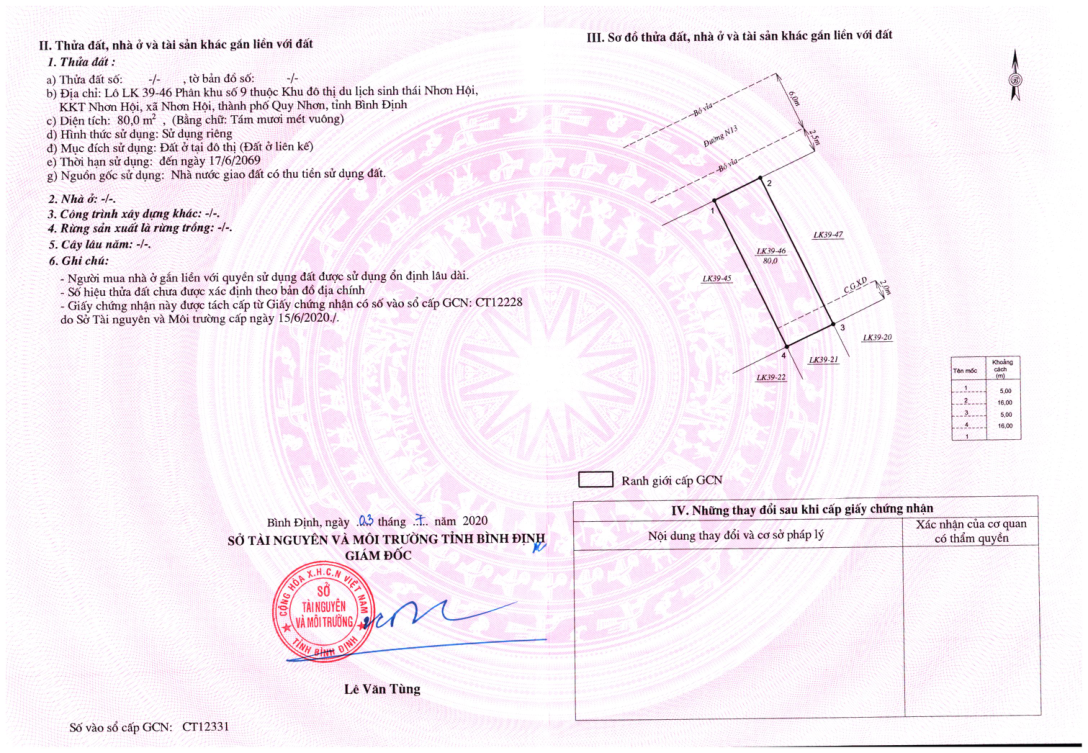 II. Thửa đất, nhà ở và tài sản khác gắn liền với đất
1. Thửa đất :
a) Thửa đất số: -/- , tờ bản đồ số: -/-
b) Địa chỉ: Lô LK 39-46 Phân khu số 9 thuộc Khu đô thị du lịch sinh thái Nhơn Hội,
KKT Nhơn Hội, xã Nhơn Hội, thành phố Quy Nhơn, tỉnh Bình Định
c) Diện tích: 80,0 m² , (Bằng chữ: Tám mươi mét vuông)
d) Hình thức sử dụng: Sử dụng riêng
đ) Mục đích sử dụng: Đất ở tại đô thị (Đất ở liên kế)
e) Thời hạn sử dụng: đến ngày 17/6/2069
g) Nguồn gốc sử dụng: Nhà nước giao đất có thu tiền sử dụng đất.
2. Nhà ở: -/-.
3. Công trình xây dựng khác: -/-.
4. Rừng sản xuất là rừng trồng: -/-.
5. Cây lâu năm: -/-.
6. Ghi chú:
- Người mua nhà ở gắn liền với quyền sử dụng đất được sử dụng ổn định lâu dài.
- Số hiệu thửa đất chưa được xác định theo bản đồ địa chính
- Giấy chứng nhận này được tách cấp từ Giấy chứng nhận có số vào sổ cấp GCN: CT12228
do Sở Tài nguyên và Môi trường cấp ngày 15/6/2020./.
Bình Định, ngày 03 tháng 7 năm 2020
SỞ TÀI NGUYÊN VÀ MÔI TRƯỜNG TỈNH BÌNH ĐỊNH
GIÁM ĐỐC
CỘNG HÒA X.H.C.N VIỆT NAM
SỞ
TÀI NGUYÊN
VÀ MÔI TRƯỜNG
TỈNH BÌNH ĐỊNH
Lê Văn Tùng
Số vào sổ cấp GCN: CT12331
III. Sơ đồ thửa đất, nhà ở và tài sản khác gắn liền với đất
6,0m
Bó vỉa
Đường N13
2,5m
Bó vỉa
2
1
LK39-47
LK39-46
80,0
LK39-45
C.G.X.D
2,0m
3
LK39-20
4
LK39-21
LK39-22
Tên mốc
Khoảng
cách
(m)
1
5,00
2
16,00
3
5,00
4
16,00
1
Ranh giới cấp GCN
IV. Những thay đổi sau khi cấp giấy chứng nhận
Nội dung thay đổi và cơ sở pháp lý
Xác nhận của cơ quan
có thẩm quyền